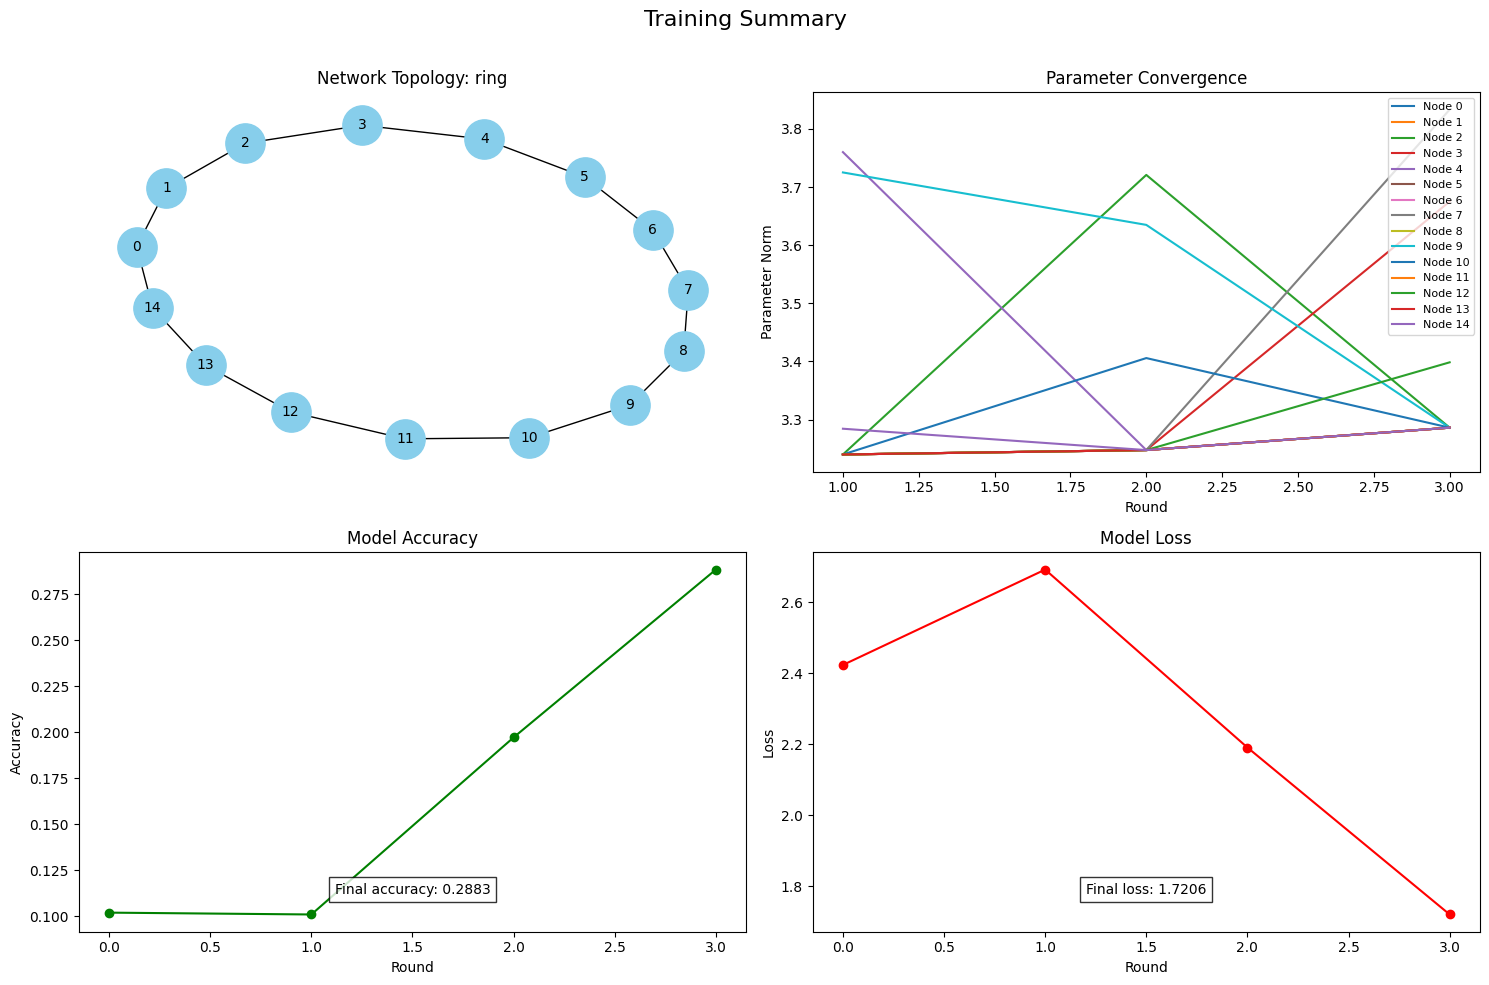 Training Summary
Network Topology: ring
3
2
4
5
1
6
0
7
14
8
13
9
12
11
10
Parameter Convergence
Node 0
Node 1
Node 2
Node 3
Node 4
Node 5
Node 6
Node 7
Node 8
Node 9
Node 10
Node 11
Node 12
Node 13
Node 14
3.8
3.7
3.6
3.5
3.4
3.3
Parameter Norm
1.00 1.25 1.50 1.75 2.00 2.25 2.50 2.75 3.00
Round
Model Accuracy
0.275
0.250
0.225
0.200
0.175
0.150
0.125
0.100
Accuracy
Final accuracy: 0.2883
0.0 0.5 1.0 1.5 2.0 2.5 3.0
Round
Model Loss
2.6
2.4
2.2
2.0
1.8
Loss
Final loss: 1.7206
0.0 0.5 1.0 1.5 2.0 2.5 3.0
Round